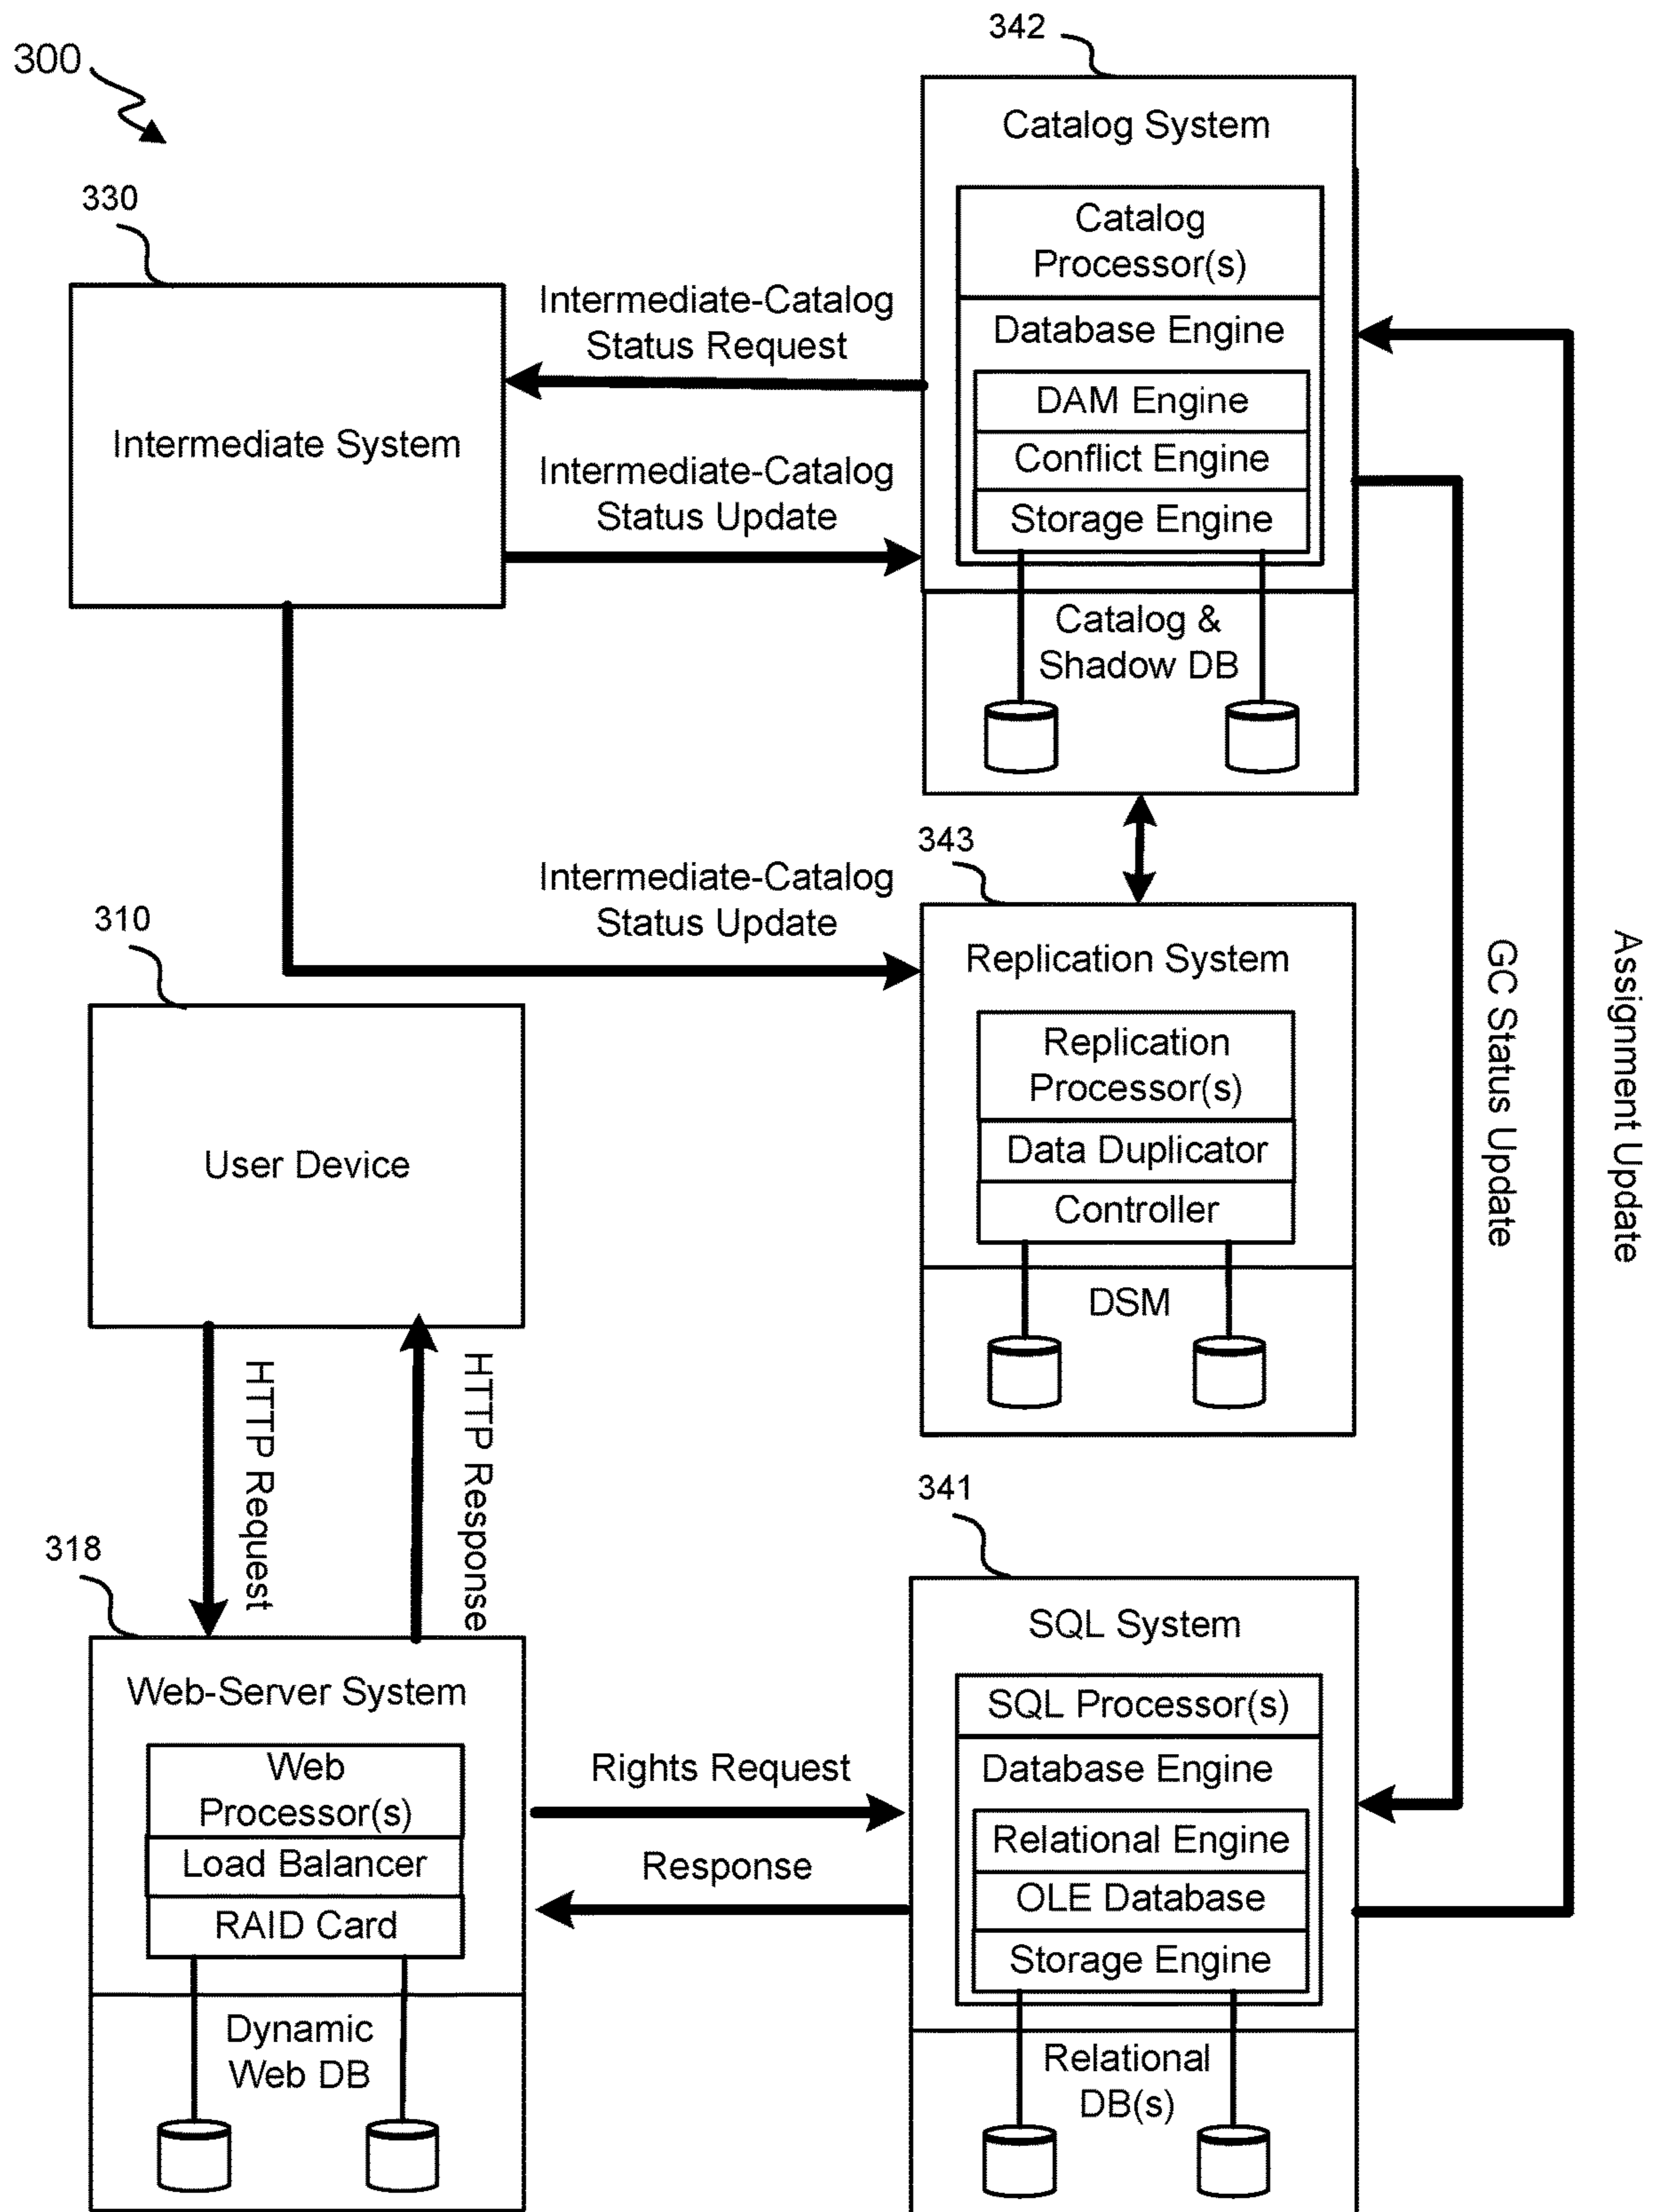 342
300
Catalog System
330
Catalog
Processor(s)
Intermediate-Catalog
Status Request
Database Engine
DAM Engine
Intermediate System
Conflict Engine
Intermediate-Catalog
Status Update
Storage Engine
Catalog &
Shadow DB
343
Intermediate-Catalog
Status Update
310
Replication System
GC Status Update
Assignment Update
Replication
Processor(s)
User Device
Data Duplicator
Controller
DSM
HTTP Request
HTTP Response
341
318
SQL System
Web-Server System
SQL Processor(s)
Web
Processor(s)
Rights Request
Database Engine
Load Balancer
Response
Relational Engine
RAID Card
OLE Database
Storage Engine
Dynamic
Web DB
Relational
DB(s)